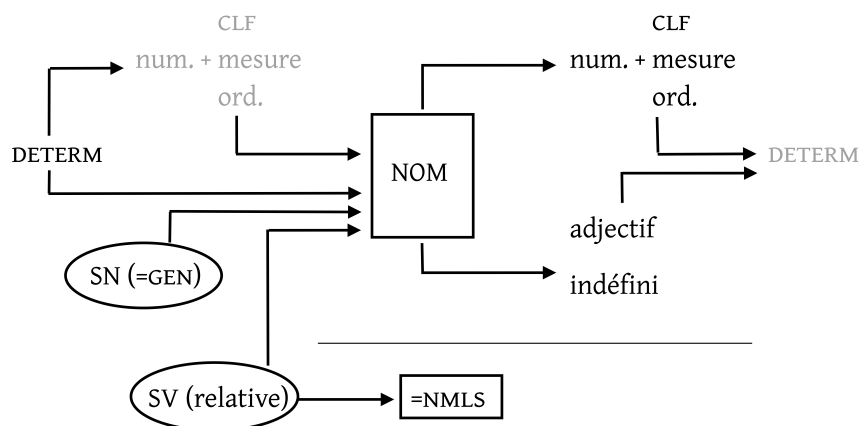 CLF
num. + mesure
ord.
DETERM
SN (=GEN)
SV (relative)
NOM
=NMLS
CLF
num. + mesure
ord.
DETERM
adjectif
indéfini